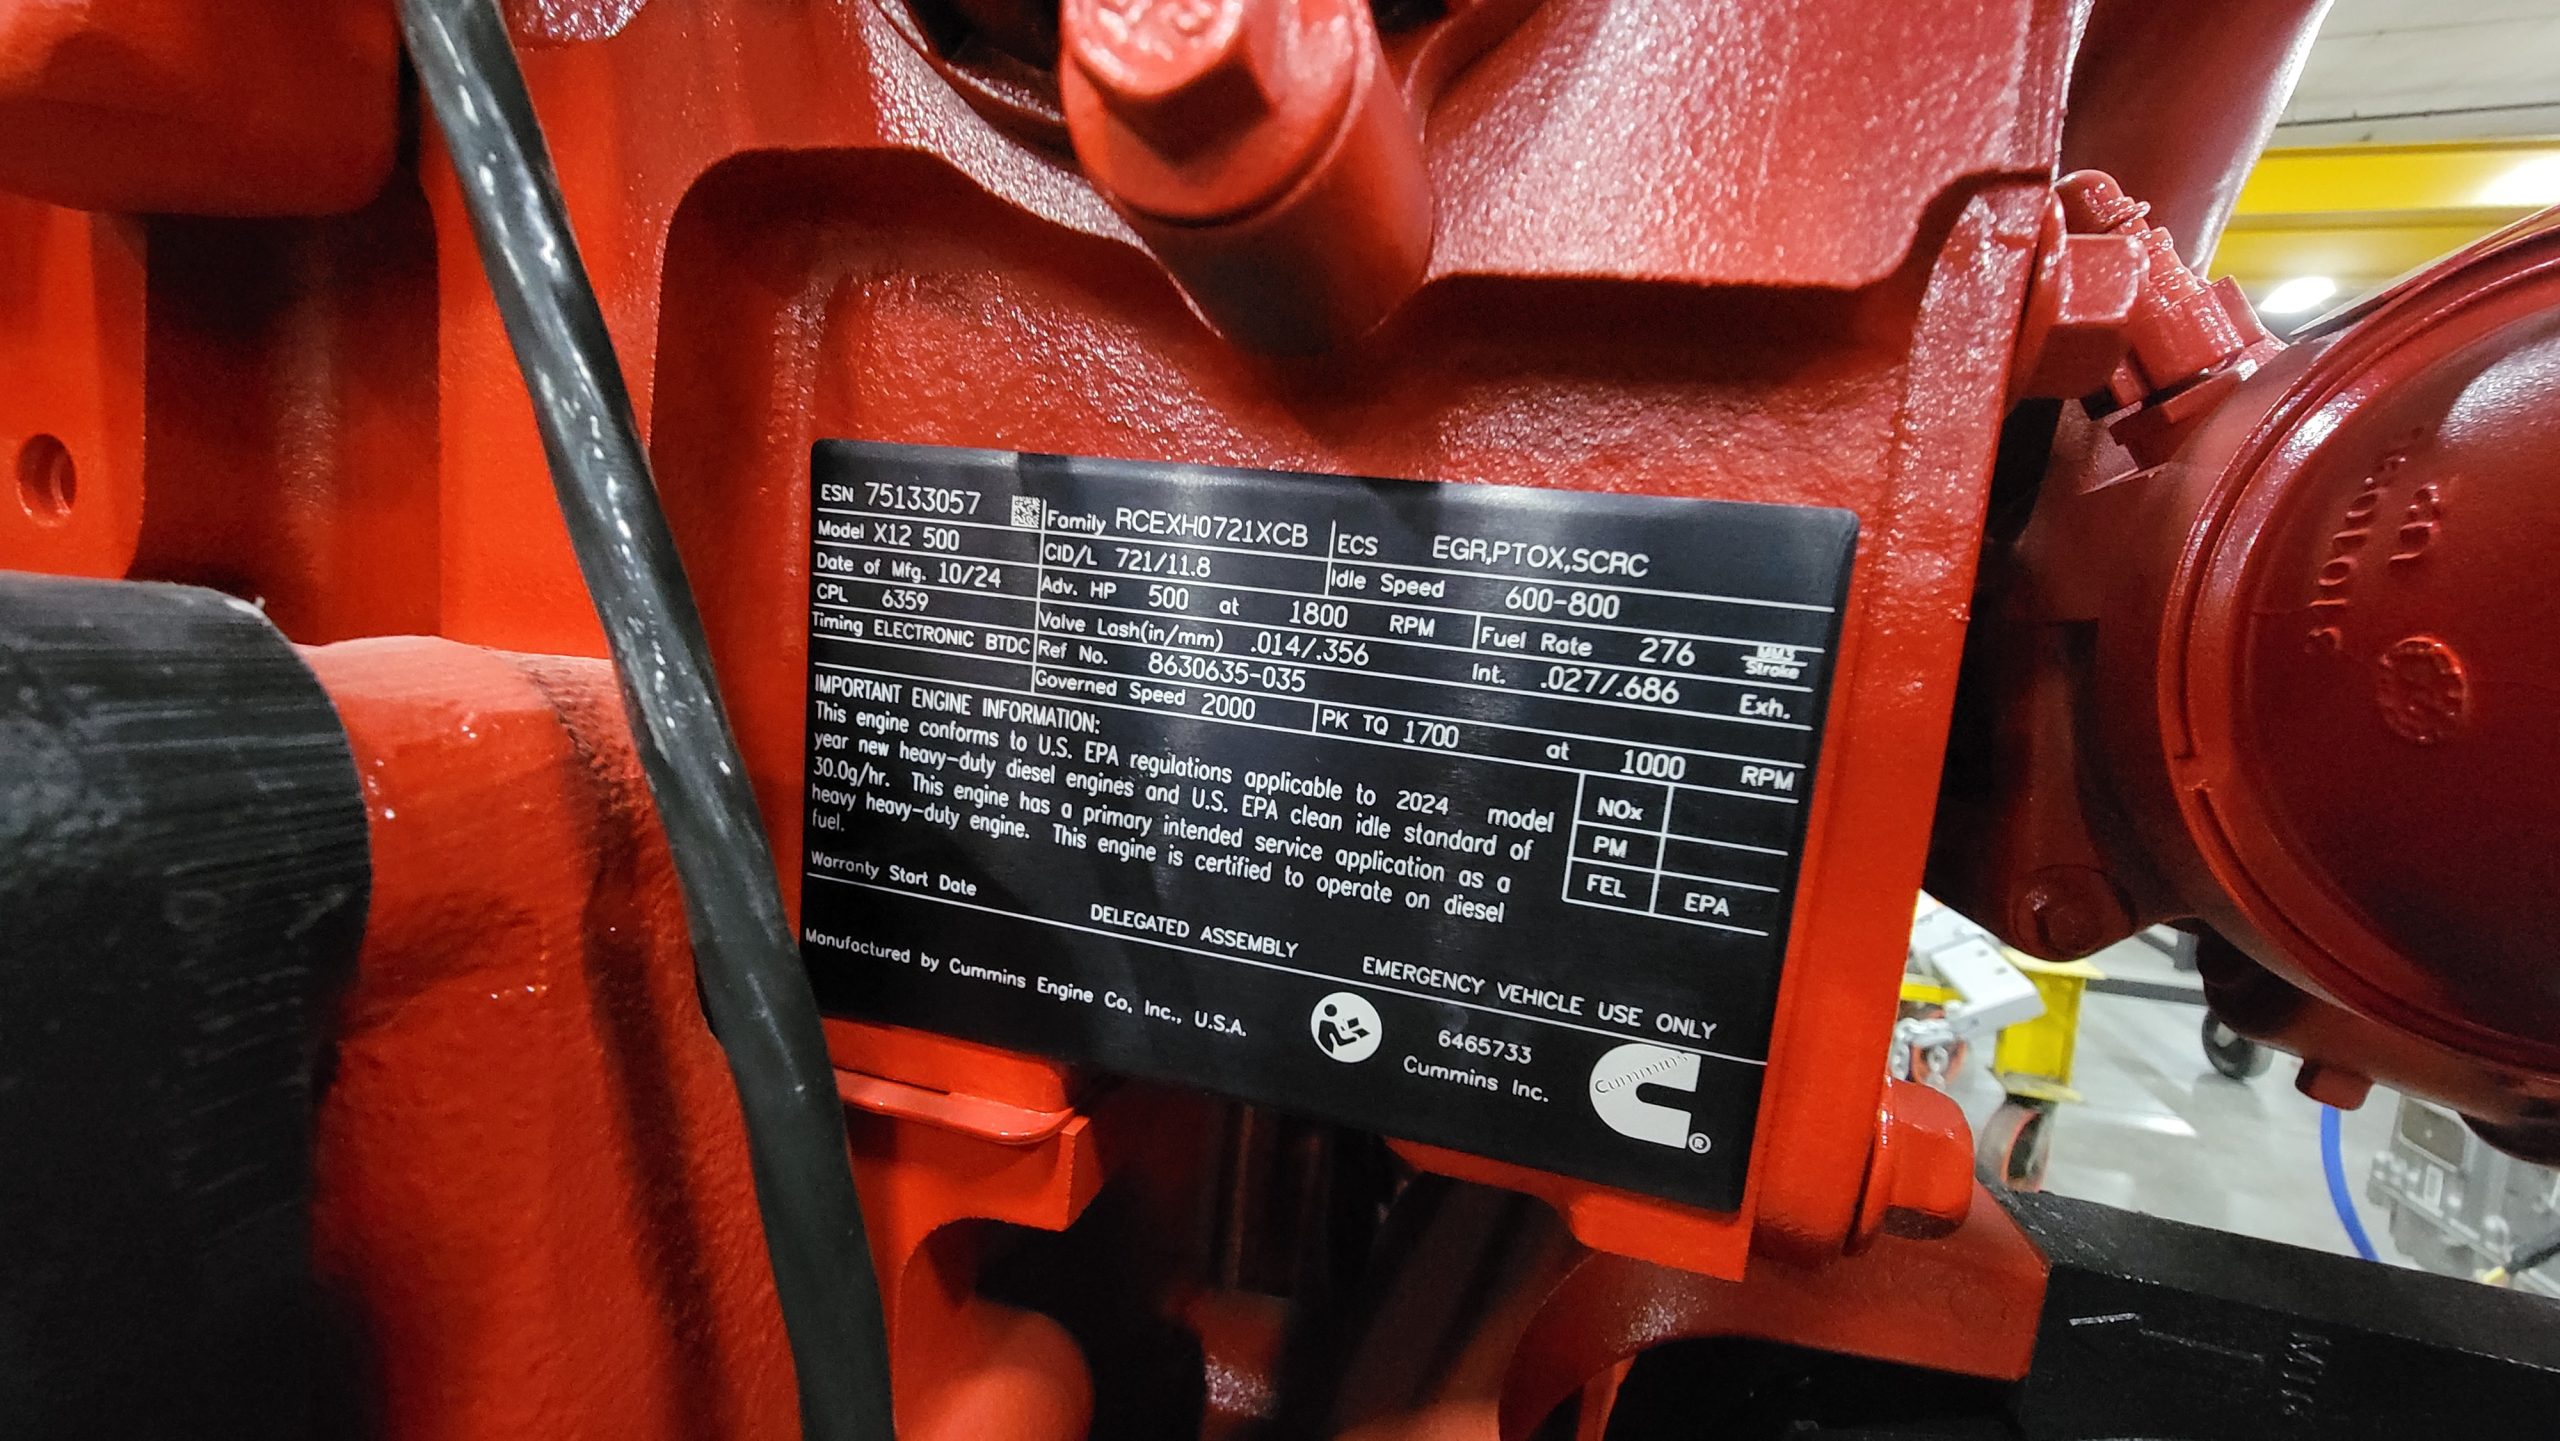 ESN 75133057 Family RCEXH0721XCB ECS EGR,PTOX,SCRC
Model X12 500 CID/L 721/11.8 Idle Speed 600-800
Date of Mfg. 10/24 Adv. HP 500 at 1800 RPM Fuel Rate 276 MM3 Stroke
CPL 6359 Valve Lash(in/mm) .014/.356 Int. .027/.686 Exh.
Timing ELECTRONIC BTDC Ref No. 8630635-035
Governed Speed 2000 PK TQ 1700 at 1000 RPM
IMPORTANT ENGINE INFORMATION:
This engine conforms to U.S. EPA regulations applicable to 2024 model
year new heavy-duty diesel engines and U.S. EPA clean idle standard of
30.0g/hr. This engine has a primary intended service application as a
heavy heavy-duty engine. This engine is certified to operate on diesel
fuel.
NOx
PM
FEL EPA
Warranty Start Date
DELEGATED ASSEMBLY EMERGENCY VEHICLE USE ONLY
Manufactured by Cummins Engine Co, Inc., U.S.A.
6465733
Cummins Inc.
Cummins
®